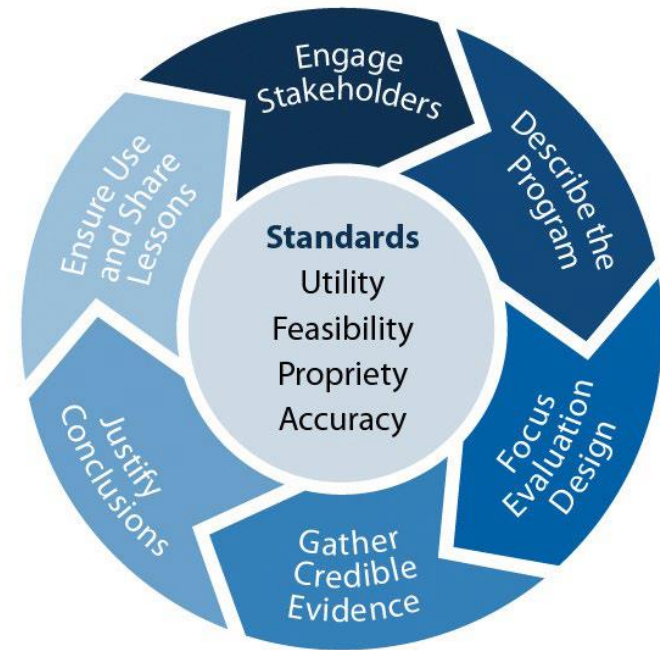 Engage
Stakeholders
Describe the
Program
Focus
Evaluation
Design
Gather
Credible
Evidence
Justify
Conclusions
Ensure Use
and Share
Lessons
Standards
Utility
Feasibility
Propriety
Accuracy